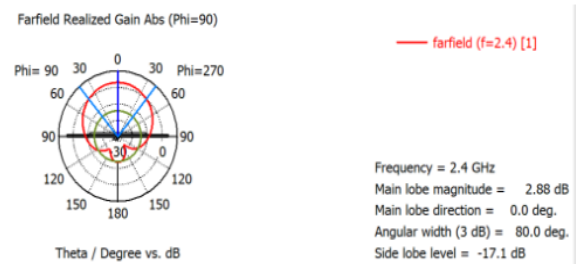 Farfield Realized Gain Abs (Phi=90)
farfield (f=2.4) [1]
0
Phi= 90 30 30 Phi=270
60 60
90 -30 0 90
120 120
150 150
180
Theta / Degree vs. dB
Frequency = 2.4 GHz
Main lobe magnitude = 2.88 dB
Main lobe direction = 0.0 deg.
Angular width (3 dB) = 80.0 deg.
Side lobe level = -17.1 dB